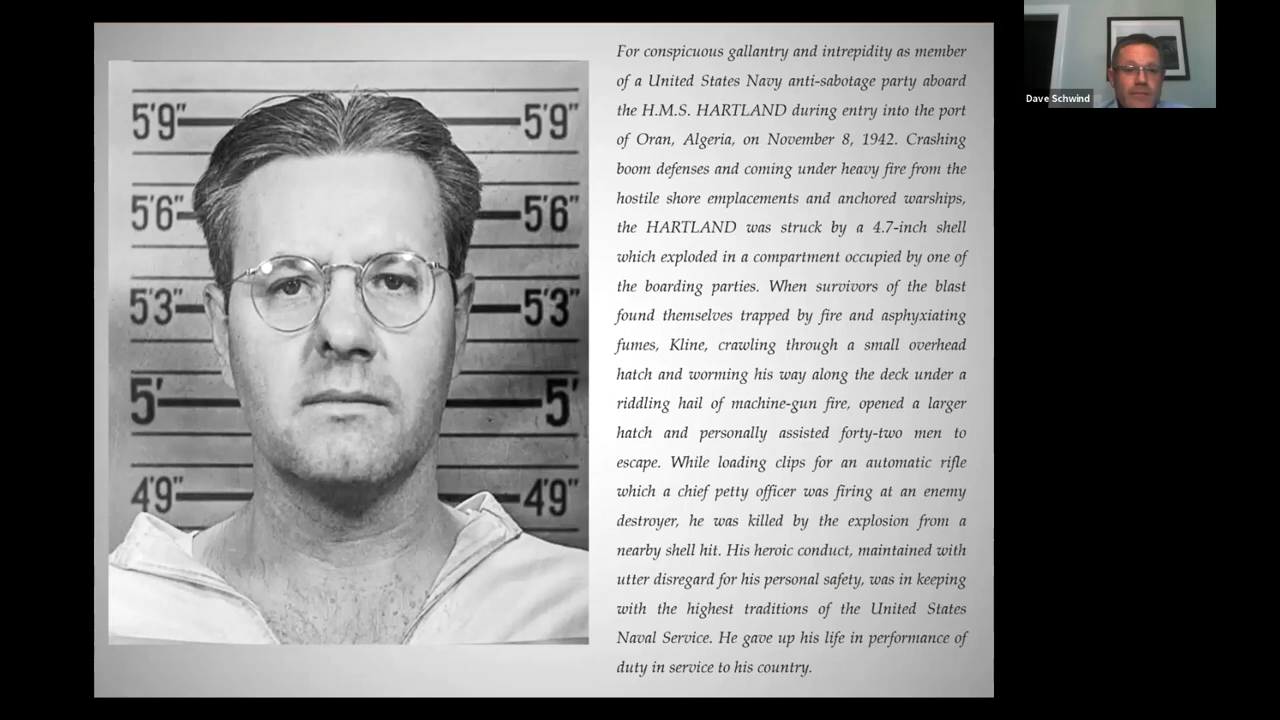 5'9" 5'9"
5'6" 5'6"
5'3" 5'3"
5' 5'
4'9" 4'9"
For conspicuous gallantry and intrepidity as member
of a United States Navy anti-sabotage party aboard
the H.M.S. HARTLAND during entry into the port
of Oran, Algeria, on November 8, 1942. Crashing
boom defenses and coming under heavy fire from the
hostile shore emplacements and anchored warships,
the HARTLAND was struck by a 4.7-inch shell
which exploded in a compartment occupied by one of
the boarding parties. When survivors of the blast
found themselves trapped by fire and asphyxiating
fumes, Kline, crawling through a small overhead
hatch and worming his way along the deck under a
riddling hail of machine-gun fire, opened a larger
hatch and personally assisted forty-two men to
escape. While loading clips for an automatic rifle
which a chief petty officer was firing at an enemy
destroyer, he was killed by the explosion from a
nearby shell hit. His heroic conduct, maintained with
utter disregard for his personal safety, was in keeping
with the highest traditions of the United States
Naval Service. He gave up his life in performance of
duty in service to his country.
Dave Schwind